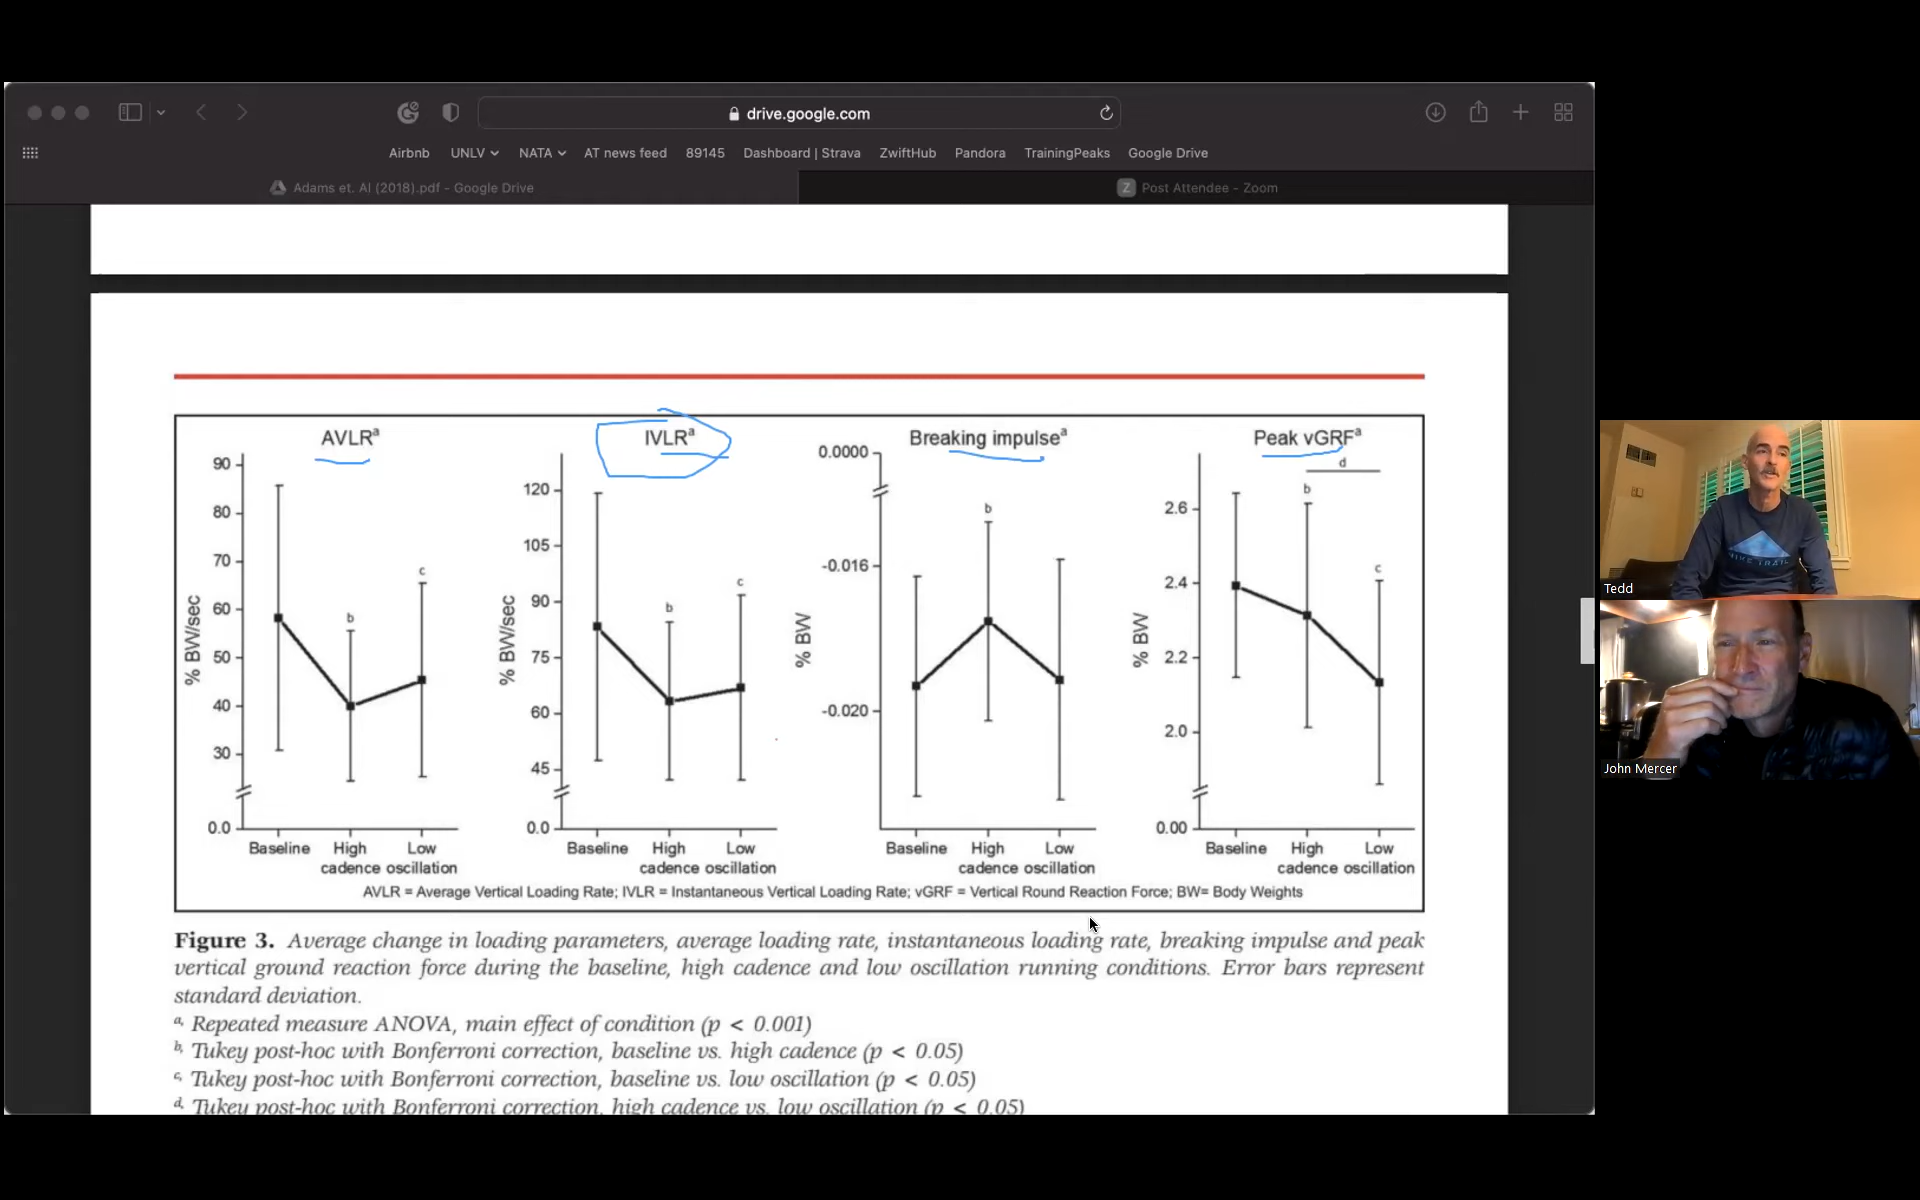 drive.google.com
Airbnb UNLV NATA AT news feed 89145 Dashboard | Strava ZwiftHub Pandora TrainingPeaks Google Drive
Adams et. Al (2018).pdf - Google Drive
Z Post Attendee - Zoom
AVLRa
% BW/sec
90
80
70
60
50
40
30
0.0
b
c
Baseline High cadence Low oscillation
IVLRa
% BW/sec
120
105
90
75
60
45
0.0
b
c
Baseline High cadence Low oscillation
Breaking impulsea
% BW
0.0000
-0.016
-0.020
b
Baseline High cadence Low oscillation
Peak vGRFa
% BW
2.6
2.4
2.2
2.0
0.00
d
b
c
Baseline High cadence Low oscillation
AVLR = Average Vertical Loading Rate; IVLR = Instantaneous Vertical Loading Rate; vGRF = Vertical Round Reaction Force; BW= Body Weights
Figure 3. Average change in loading parameters, average loading rate, instantaneous loading rate, breaking impulse and peak
vertical ground reaction force during the baseline, high cadence and low oscillation running conditions. Error bars represent
standard deviation.
a, Repeated measure ANOVA, main effect of condition (p < 0.001)
b, Tukey post-hoc with Bonferroni correction, baseline vs. high cadence (p < 0.05)
c, Tukey post-hoc with Bonferroni correction, baseline vs. low oscillation (p < 0.05)
d, Tukey post-hoc with Bonferroni correction, high cadence vs. low oscillation (p < 0.05)
Tedd
John Mercer